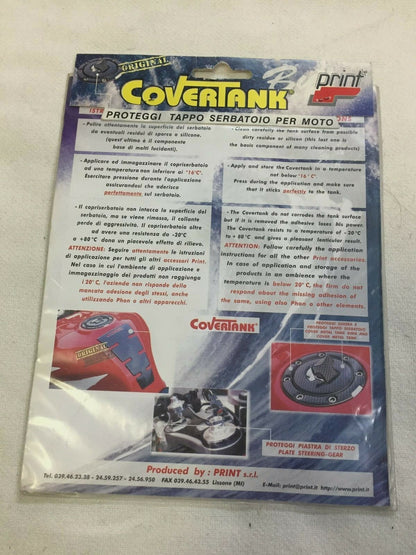 ORIGINAL
COVERTANK®
By print®
PROTEGGI TAPPO SERBATOIO PER MOTO
- Pulire attentamente la superficie del serbatoio
da eventuali residui di sporco e silicone.
(quest'ultimo è il componente
base di molti lucidanti).
- Applicare ed immagazzinare il copriserbatoio
ad una temperatura non inferiore ai "16°C".
Esercitare pressione durante l'applicazione
assicurandosi che aderisca
perfettamente sul serbatoio.
- Il copriserbatoio non intacca la superficie del
serbatoio, ma se viene rimosso, il collante
perde di aggressività. Il copriserbatoio oltre
ad avere una resistenza da -20°C
a +80°C dona un piacevole effetto di rilievo.
ATTENZIONE: Seguire attentamente le istruzioni
di applicazione per tutti gli altri accessori Print.
Nel caso in cui l'ambiente di applicazione e
immagazzinaggio dei prodotti non raggiunga
i 20°C, l'azienda non risponde della
mancata adesione degli stessi, anche
utilizzando Phon o altri apparecchi.
- Clean carefully the tank surface from possible
dirty residue or silicon (this last one is
the basis component of many cleaning products)
- Apply and store the Covertank in a temperature
not below "16°C".
Press during the application and make sure
that it sticks perfectly to the tank.
- The Covertank do not corrodes the tank surface
but if it is removed the adhesive loses his power.
The Covertank resists to a temperature of -20°C
to + 80°C and gives a pleasant lenticular result.
ATTENTION: Follow carefully the application
instructions for all the other Print accessories.
In case of application and storage of the
products in an ambience where the
temperature is below 20°C, the firm do not
respond about the missing adhesion of
the same, using also Phon o other elements.
COVERTANK®
ORIGINAL
PROTEGGI PIASTRA DI STERZO
PLATE STEERING-GEAR
Produced by : PRINT s.r.l.
Tel. 039.46.23.38 - 24.59.257 - 24.56.950 FAX 039.46.43.55 Lissone (MI)
E-Mail: print@print.it http://www.print.it